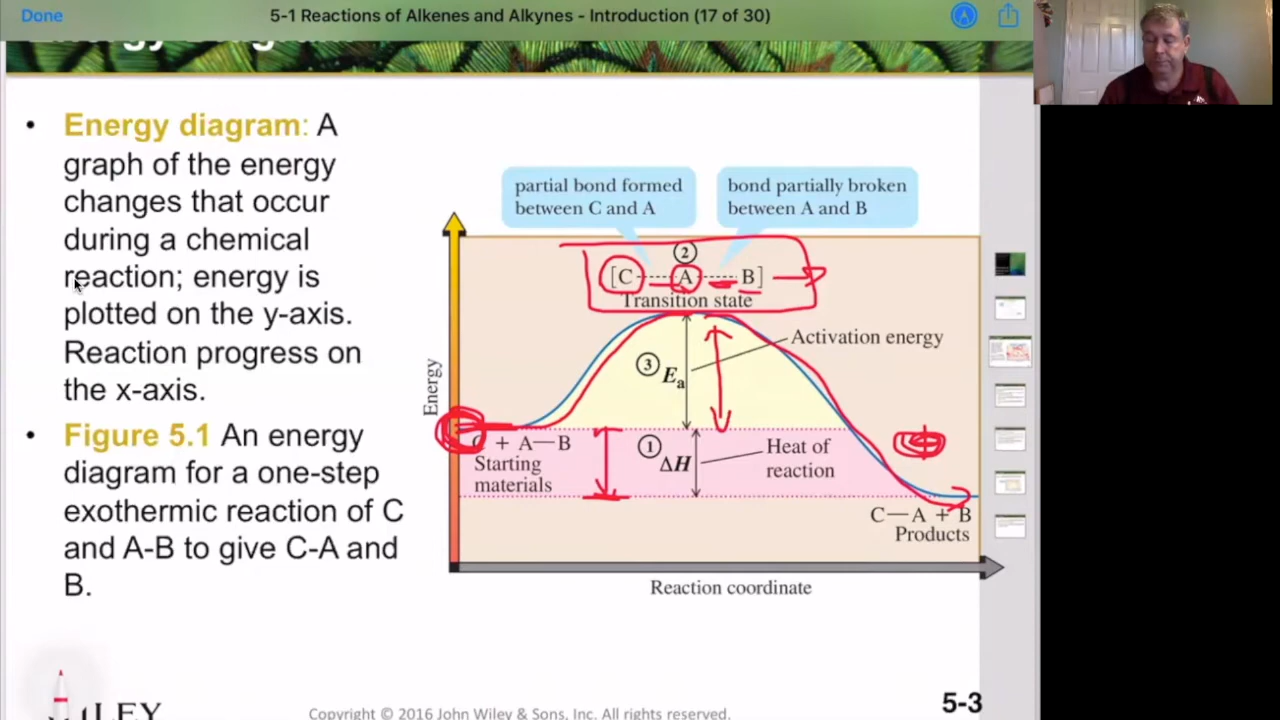 Done
5-1 Reactions of Alkenes and Alkynes - Introduction (17 of 30)
• Energy diagram: A
graph of the energy
changes that occur
during a chemical
reaction; energy is
plotted on the y-axis.
Reaction progress on
the x-axis.
• Figure 5.1 An energy
diagram for a one-step
exothermic reaction of C
and A-B to give C-A and
B.
partial bond formed
between C and A
bond partially broken
between A and B
②
[C-----A-----B]
Transition state
Activation energy
③ Ea
Energy
C + A—B
Starting
materials
① ΔH
Heat of
reaction
C—A + B
Products
Reaction coordinate
Copyright © 2016 John Wiley & Sons, Inc. All rights reserved.
5-3